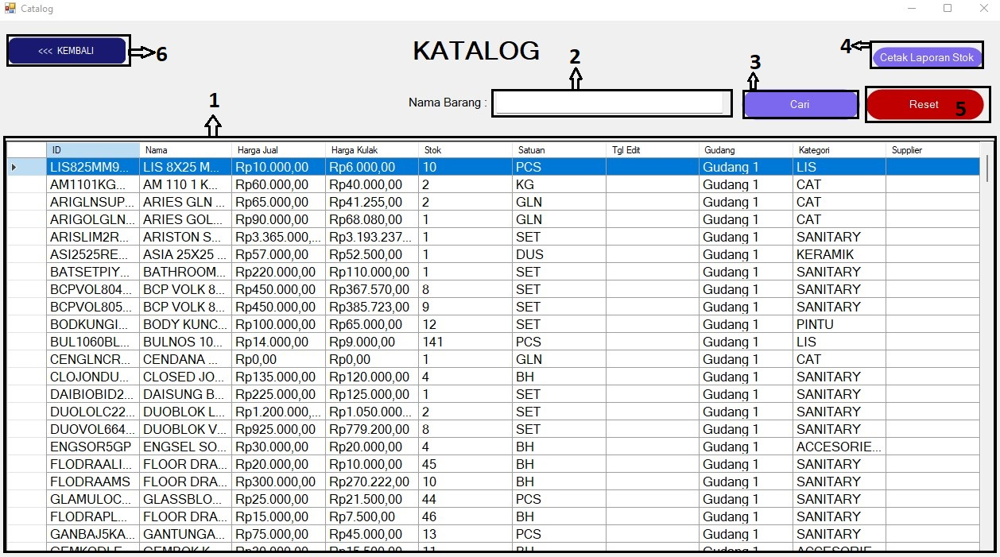 Catalog
<<< KEMBALI
6
KATALOG
2
4
Cetak Laporan Stok
3
1
Nama Barang :
Cari
Reset 5
ID Nama Harga Jual Harga Kulak Stok Satuan Tgl Edit Gudang Kategori Supplier
LIS825MM9... LIS 8X25 M... Rp10.000,00 Rp6.000,00 10 PCS Gudang 1 LIS
AM1101KG... AM 110 1 K... Rp60.000,00 Rp40.000,00 2 KG Gudang 1 CAT
ARIGLNSUP... ARIES GLN ... Rp65.000,00 Rp41.255,00 2 GLN Gudang 1 CAT
ARIGOLGLN... ARIES GOL... Rp90.000,00 Rp68.080,00 1 GLN Gudang 1 CAT
ARISLIM2R... ARISTON S... Rp3.365.000,... Rp3.193.237... 1 SET Gudang 1 SANITARY
ASI2525RE... ASIA 25X25 ... Rp57.000,00 Rp52.500,00 1 DUS Gudang 1 KERAMIK
BATSETPIY... BATHROOM... Rp220.000,00 Rp110.000,00 1 SET Gudang 1 SANITARY
BCPVOL804... BCP VOLK 8... Rp450.000,00 Rp367.570,00 8 SET Gudang 1 SANITARY
BCPVOL805... BCP VOLK 8... Rp450.000,00 Rp385.723,00 9 SET Gudang 1 SANITARY
BODKUNGI... BODY KUNC... Rp100.000,00 Rp65.000,00 12 SET Gudang 1 PINTU
BUL1060BL... BULNOS 10... Rp14.000,00 Rp9.000,00 141 PCS Gudang 1 LIS
CENGLNCR... CENDANA ... Rp0,00 Rp0,00 1 GLN Gudang 1 CAT
CLOJONDU... CLOSED JO... Rp135.000,00 Rp120.000,00 4 BH Gudang 1 SANITARY
DAIBIOBID2... DAISUNG B... Rp225.000,00 Rp125.000,00 1 SET Gudang 1 SANITARY
DUOLOLC22... DUOBLOK L... Rp1.200.000,... Rp1.050.000... 2 SET Gudang 1 SANITARY
DUOVOL664... DUOBLOK V... Rp925.000,00 Rp779.200,00 8 SET Gudang 1 SANITARY
ENGSOR5GP ENGSEL SO... Rp30.000,00 Rp20.000,00 4 BH Gudang 1 ACCESORIE...
FLODRAALI... FLOOR DRA... Rp20.000,00 Rp10.000,00 45 BH Gudang 1 SANITARY
FLODRAAMS FLOOR DRA... Rp300.000,00 Rp270.222,00 10 BH Gudang 1 SANITARY
GLAMULOC... GLASSBLO... Rp25.000,00 Rp21.500,00 44 PCS Gudang 1 SANITARY
FLODRAPL... FLOOR DRA... Rp15.000,00 Rp7.500,00 46 BH Gudang 1 SANITARY
GANBAJ5KA... GANTUNGA... Rp75.000,00 Rp45.000,00 13 PCS Gudang 1 SANITARY